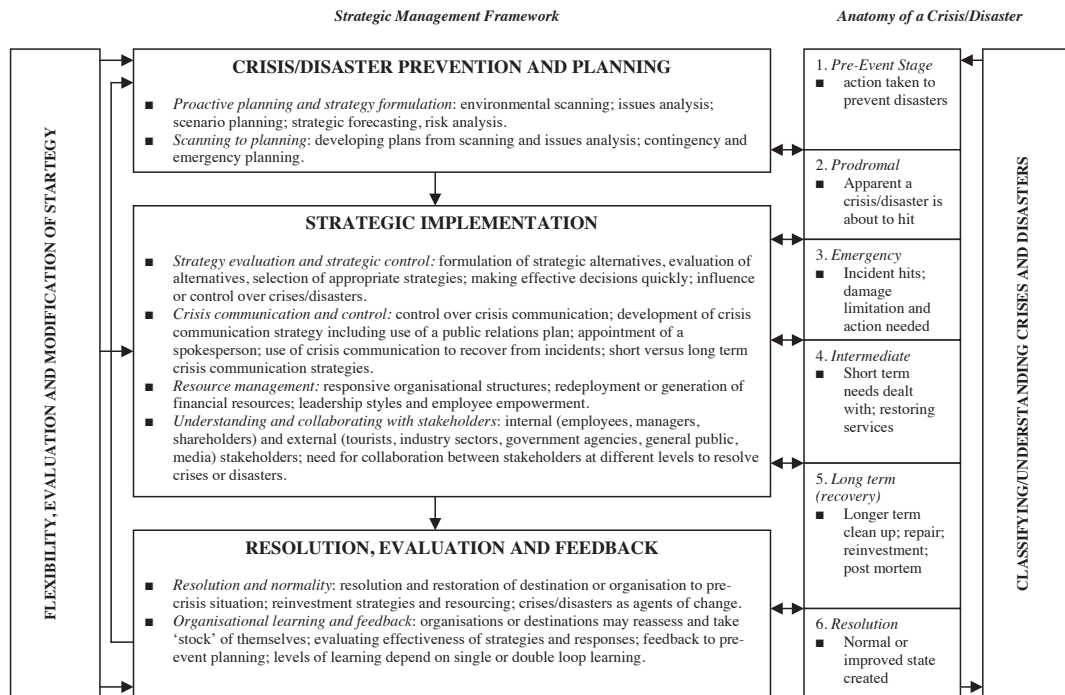 Strategic Management Framework
Anatomy of a Crisis/Disaster
FLEXIBILITY, EVALUATION AND MODIFICATION OF STARTEGY
CRISIS/DISASTER PREVENTION AND PLANNING
■ Proactive planning and strategy formulation: environmental scanning; issues analysis;
scenario planning; strategic forecasting, risk analysis.
■ Scanning to planning: developing plans from scanning and issues analysis; contingency and
emergency planning.
STRATEGIC IMPLEMENTATION
■ Strategy evaluation and strategic control: formulation of strategic alternatives, evaluation of
alternatives, selection of appropriate strategies; making effective decisions quickly; influence
or control over crises/disasters.
■ Crisis communication and control: control over crisis communication; development of crisis
communication strategy including use of a public relations plan; appointment of a
spokesperson; use of crisis communication to recover from incidents; short versus long term
crisis communication strategies.
■ Resource management: responsive organisational structures; redeployment or generation of
financial resources; leadership styles and employee empowerment.
■ Understanding and collaborating with stakeholders: internal (employees, managers,
shareholders) and external (tourists, industry sectors, government agencies, general public,
media) stakeholders; need for collaboration between stakeholders at different levels to resolve
crises or disasters.
RESOLUTION, EVALUATION AND FEEDBACK
■ Resolution and normality: resolution and restoration of destination or organisation to pre-
crisis situation; reinvestment strategies and resourcing; crises/disasters as agents of change.
■ Organisational learning and feedback: organisations or destinations may reassess and take
‘stock’ of themselves; evaluating effectiveness of strategies and responses; feedback to pre-
event planning; levels of learning depend on single or double loop learning.
1. Pre-Event Stage
■ action taken to
prevent disasters
2. Prodromal
■ Apparent a
crisis/disaster is
about to hit
3. Emergency
■ Incident hits;
damage
limitation and
action needed
4. Intermediate
■ Short term
needs dealt
with; restoring
services
5. Long term
(recovery)
■ Longer term
clean up; repair;
reinvestment;
post mortem
6. Resolution
■ Normal or
improved state
created
CLASSIFYING/UNDERSTANDING CRISES AND DISASTERS